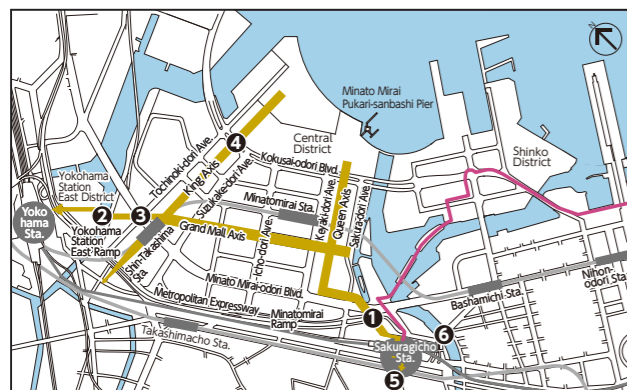 N
Minato Mirai
Pukari-sanbashi Pier
Central
District
Shinko
District
4
Tochinoki-dori Ave.
King Axis
Suzukake-dori Ave.
Kokusai-odori Blvd.
Yokohama
Station
East District
Yoko
hama
Sta.
2
3
Yokohama
Station
East Ramp
Shin-Takashima
Sta.
Minatomirai Sta.
Grand Mall Axis
Icho-dori Ave.
Keyaki-dori Ave.
Queen Axis
Sakura-dori Ave.
Minato Mirai-odori Blvd.
Metropolitan Expressway
Minatomirai
Ramp
Takashimacho Sta.
Bashamichi Sta.
Nihon-
odori Sta.
1
6
Sakuragicho
Sta.
5